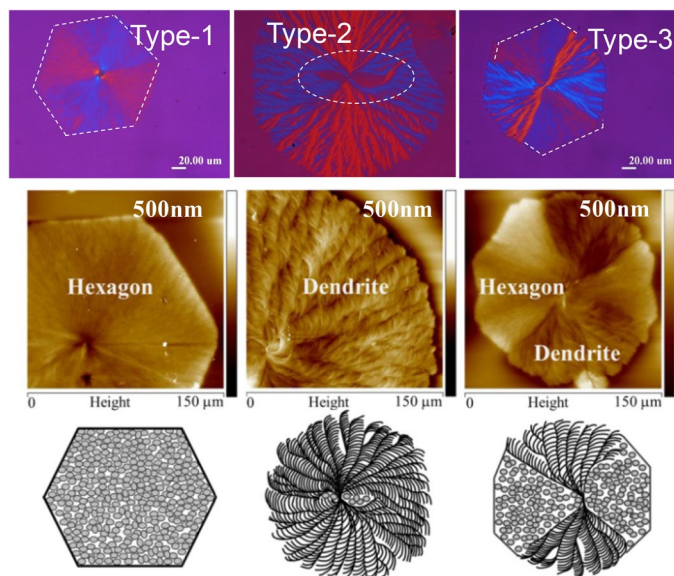 Type-1
Type-2
Type-3
20.00 um
20.00 um
500nm
500nm
500nm
Hexagon
Dendrite
Hexagon
Dendrite
0 Height 150 μm
0 Height 150 μm
0 Height 150 μm